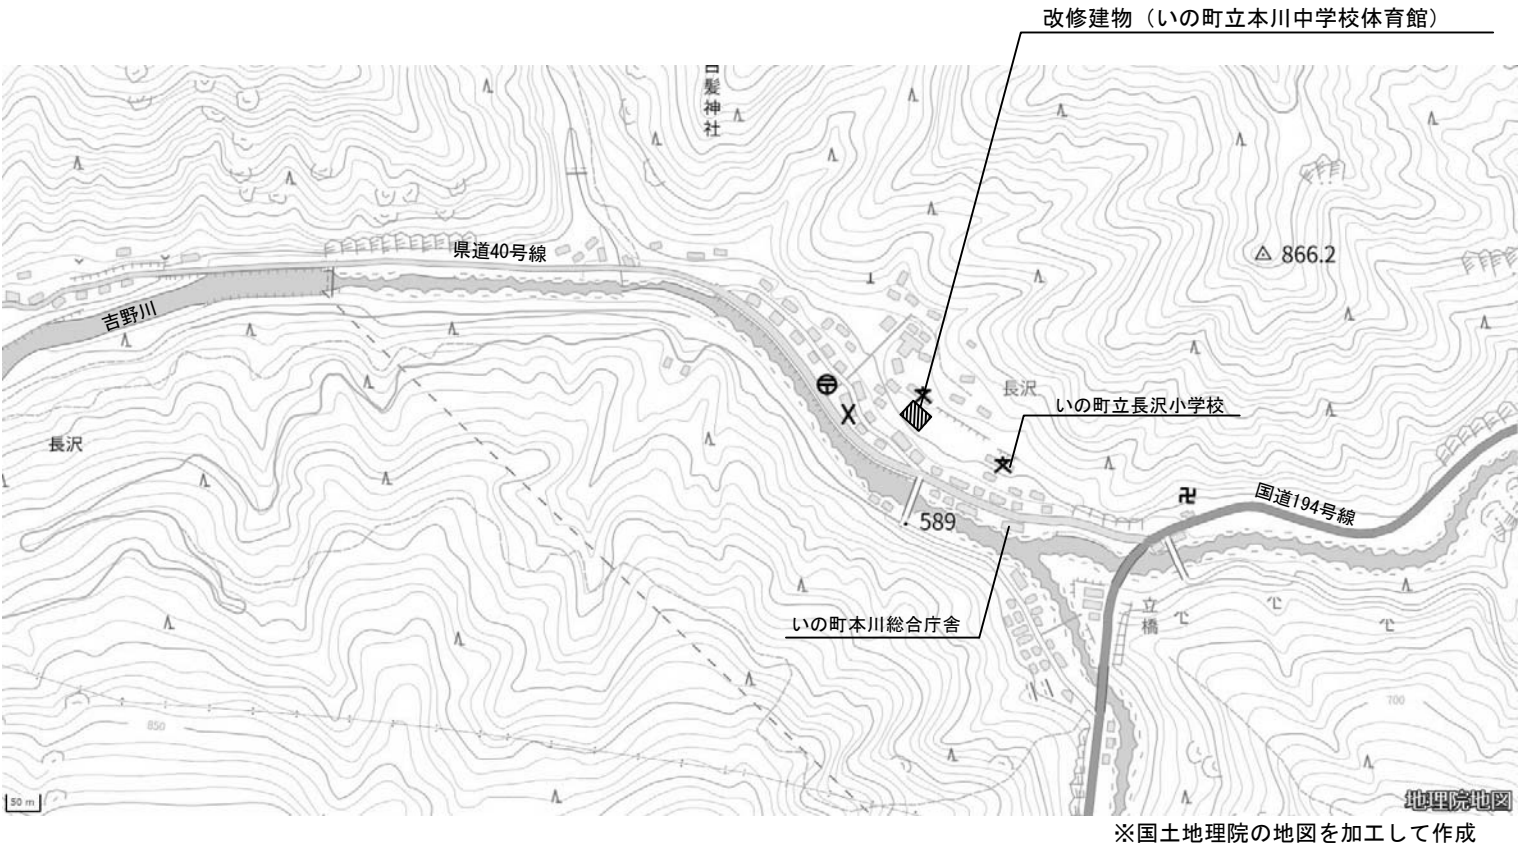 改修建物（いの町立本川中学校体育館）
白髪神社
県道40号線
866.2
吉野川
長沢
いの町立長沢小学校
長沢
国道194号線
589
立橋
いの町本川総合庁舎
700
850
50 m
地理院地図
※国土地理院の地図を加工して作成